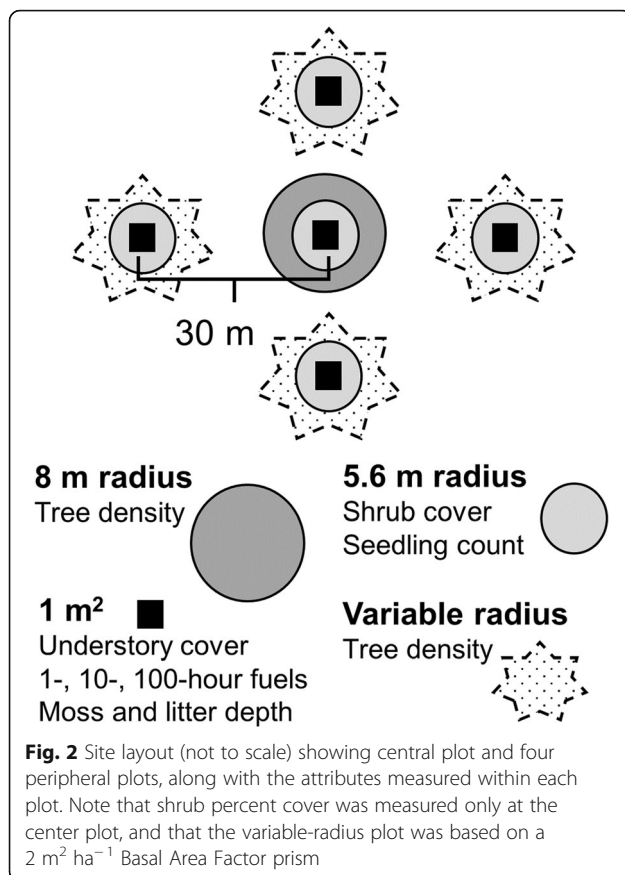 30 m
8 m radius
Tree density
5.6 m radius
Shrub cover
Seedling count
1 m²
Understory cover
1-, 10-, 100-hour fuels
Moss and litter depth
Variable radius
Tree density
Fig. 2 Site layout (not to scale) showing central plot and four
peripheral plots, along with the attributes measured within each
plot. Note that shrub percent cover was measured only at the
center plot, and that the variable-radius plot was based on a
2 m² ha⁻¹ Basal Area Factor prism